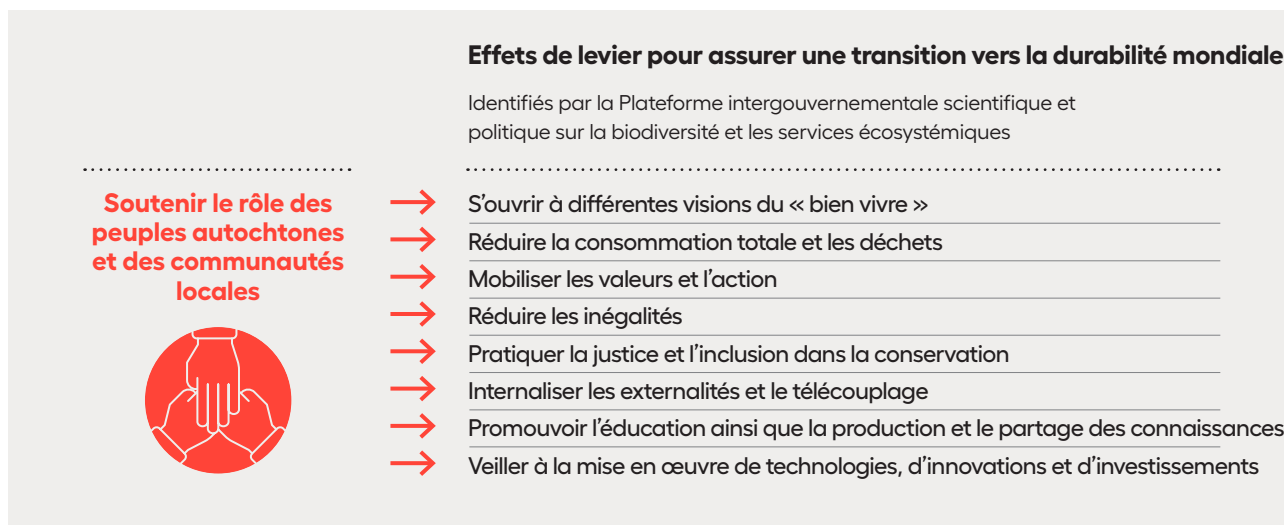 Effets de levier pour assurer une transition vers la durabilité mondiale
Identifiés par la Plateforme intergouvernementale scientifique et
politique sur la biodiversité et les services écosystémiques
Soutenir le rôle des
peuples autochtones
et des communautés
locales
S’ouvrir à différentes visions du « bien vivre »
Réduire la consommation totale et les déchets
Mobiliser les valeurs et l’action
Réduire les inégalités
Pratiquer la justice et l’inclusion dans la conservation
Internaliser les externalités et le télécouplage
Promouvoir l’éducation ainsi que la production et le partage des connaissances
Veiller à la mise en œuvre de technologies, d’innovations et d’investissements